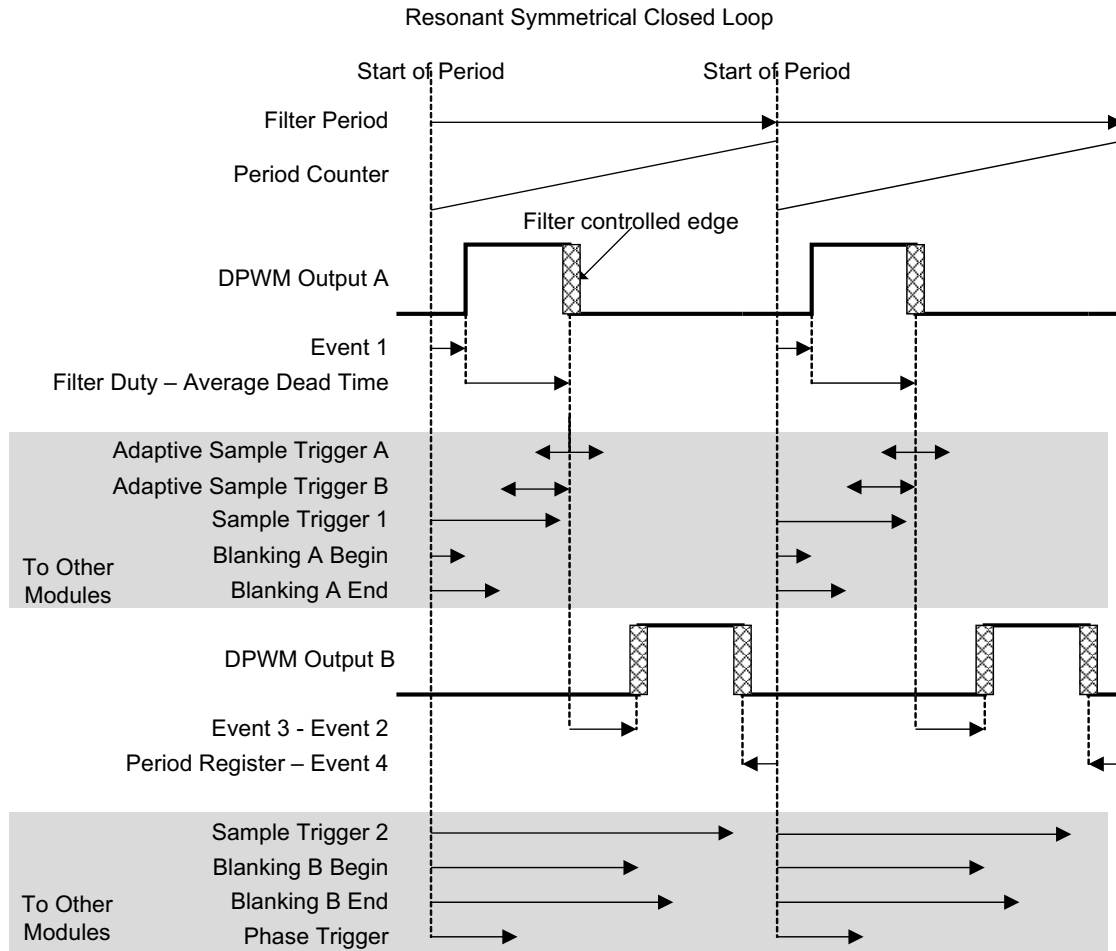 Resonant Symmetrical Closed Loop
Start of Period
Start of Period
Filter Period
Period Counter
Filter controlled edge
DPWM Output A
Event 1
Filter Duty – Average Dead Time
Adaptive Sample Trigger A
Adaptive Sample Trigger B
Sample Trigger 1
Blanking A Begin
To Other
Modules
Blanking A End
DPWM Output B
Event 3 - Event 2
Period Register – Event 4
Sample Trigger 2
Blanking B Begin
Blanking B End
To Other
Modules
Phase Trigger